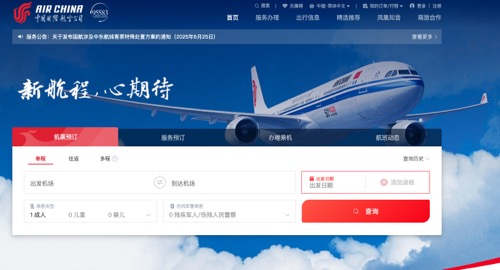 AIR CHINA
中国国际航空公司
95583
搜索
无障碍
中国-简体中文
我的订单/行程
登录
首页
服务办理
出行信息
精选推荐
凤凰知音
商旅合作
服务公告：关于发布国航涉及中东航线客票特殊处置方案的通知（2025年6月25日）
查看更多
新航程，心期待
机票预订
服务预订
办理乘机
航班动态
单程
往返
多程
查询历史
出发机场
到达机场
出发日期
出发日期
添加返程
乘客类型
1 成人 0 儿童 0 婴儿
0 残疾军人/伤残人民警察
查询